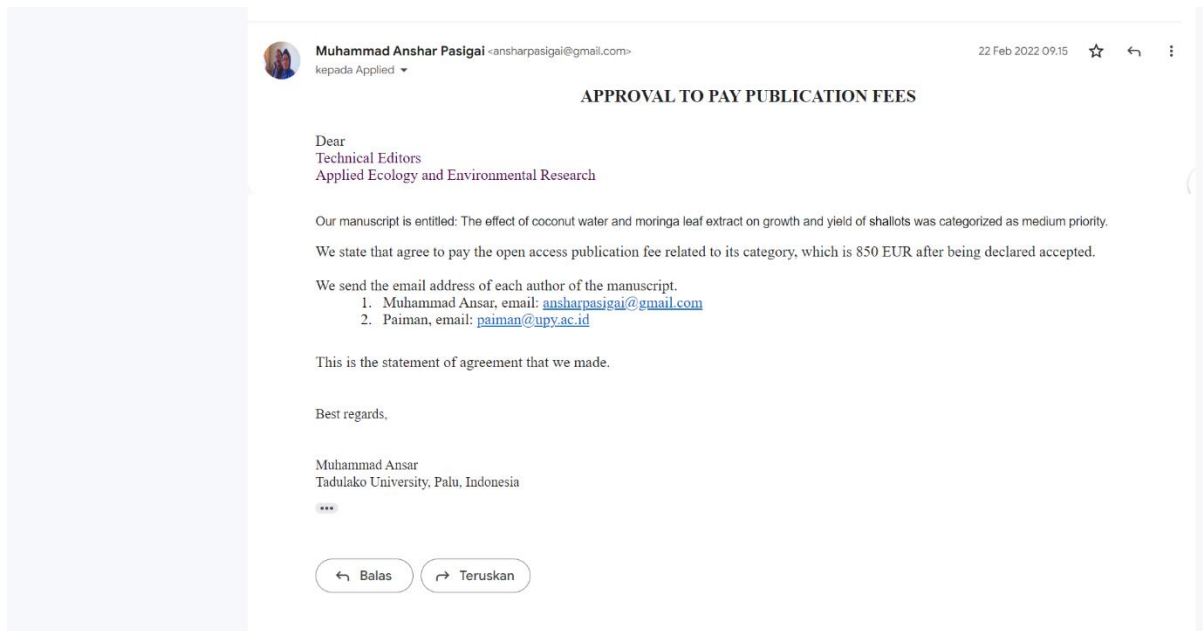 Muhammad Anshar Pasigai <ansharpasigai@gmail.com>
22 Feb 2022 09.15
kepada Applied
APPROVAL TO PAY PUBLICATION FEES
Dear
Technical Editors
Applied Ecology and Environmental Research
Our manuscript is entitled: The effect of coconut water and moringa leaf extract on growth and yield of shallots was categorized as medium priority.
We state that agree to pay the open access publication fee related to its category, which is 850 EUR after being declared accepted.
We send the email address of each author of the manuscript.
1. Muhammad Ansar, email: ansharpasigai@gmail.com
2. Paiman, email: paiman@upy.ac.id
This is the statement of agreement that we made.
Best regards,
Muhammad Ansar
Tadulako University, Palu, Indonesia
Balas
Teruskan